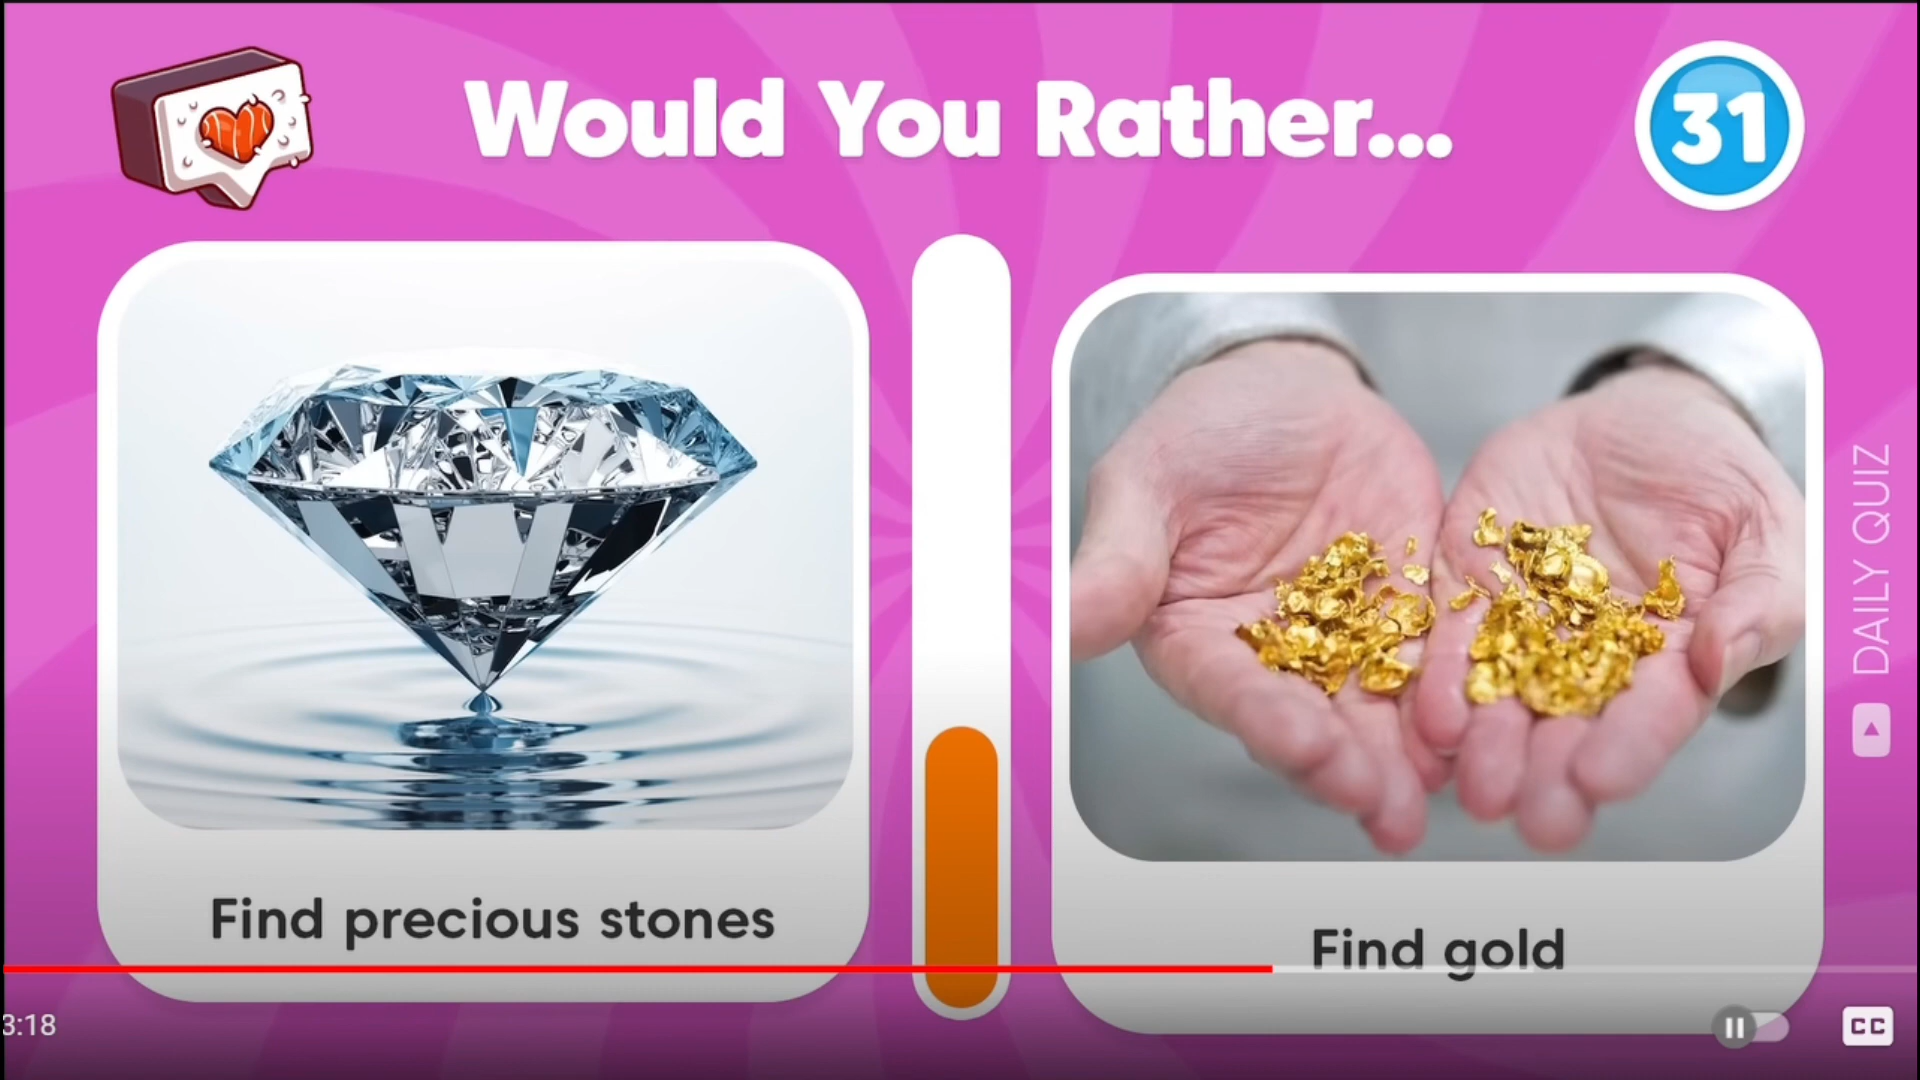 Would You Rather...
31
Find precious stones
Find gold
DAILY QUIZ
3:18
CC